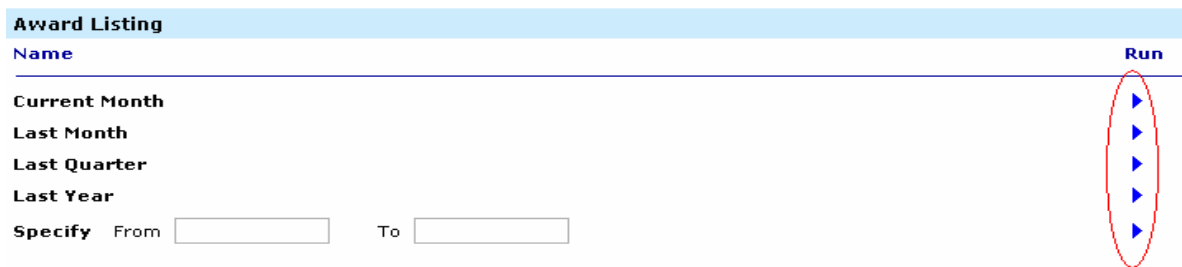 Award Listing
Name Run
Current Month
Last Month
Last Quarter
Last Year
Specify From To